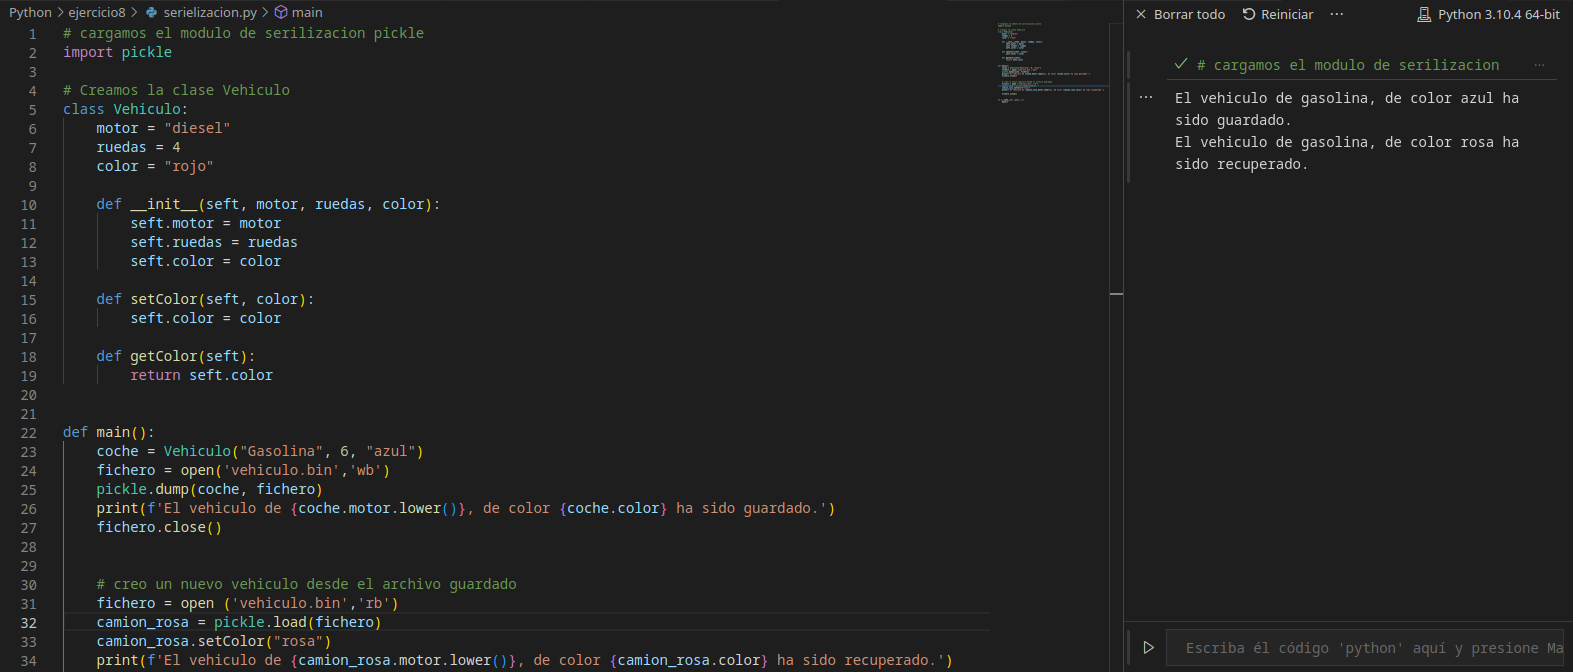 Python > ejercicio8 > serielizacion.py > main
1 # cargamos el modulo de serilizacion pickle
2 import pickle
3
4 # Creamos la clase Vehiculo
5 class Vehiculo:
6 motor = "diesel"
7 ruedas = 4
8 color = "rojo"
9
10 def __init__(seft, motor, ruedas, color):
11 seft.motor = motor
12 seft.ruedas = ruedas
13 seft.color = color
14
15 def setColor(seft, color):
16 seft.color = color
17
18 def getColor(seft):
19 return seft.color
20
21
22 def main():
23 coche = Vehiculo("Gasolina", 6, "azul")
24 fichero = open('vehiculo.bin','wb')
25 pickle.dump(coche, fichero)
26 print(f'El vehiculo de {coche.motor.lower()}, de color {coche.color} ha sido guardado.')
27 fichero.close()
28
29
30 # creo un nuevo vehiculo desde el archivo guardado
31 fichero = open ('vehiculo.bin','rb')
32 camion_rosa = pickle.load(fichero)
33 camion_rosa.setColor("rosa")
34 print(f'El vehiculo de {camion_rosa.motor.lower()}, de color {camion_rosa.color} ha sido recuperado.')
Borrar todo Reiniciar ··· Python 3.10.4 64-bit
# cargamos el modulo de serilizacion ...
El vehiculo de gasolina, de color azul ha
sido guardado.
El vehiculo de gasolina, de color rosa ha
sido recuperado.
Escriba él código 'python' aquí y presione Ma